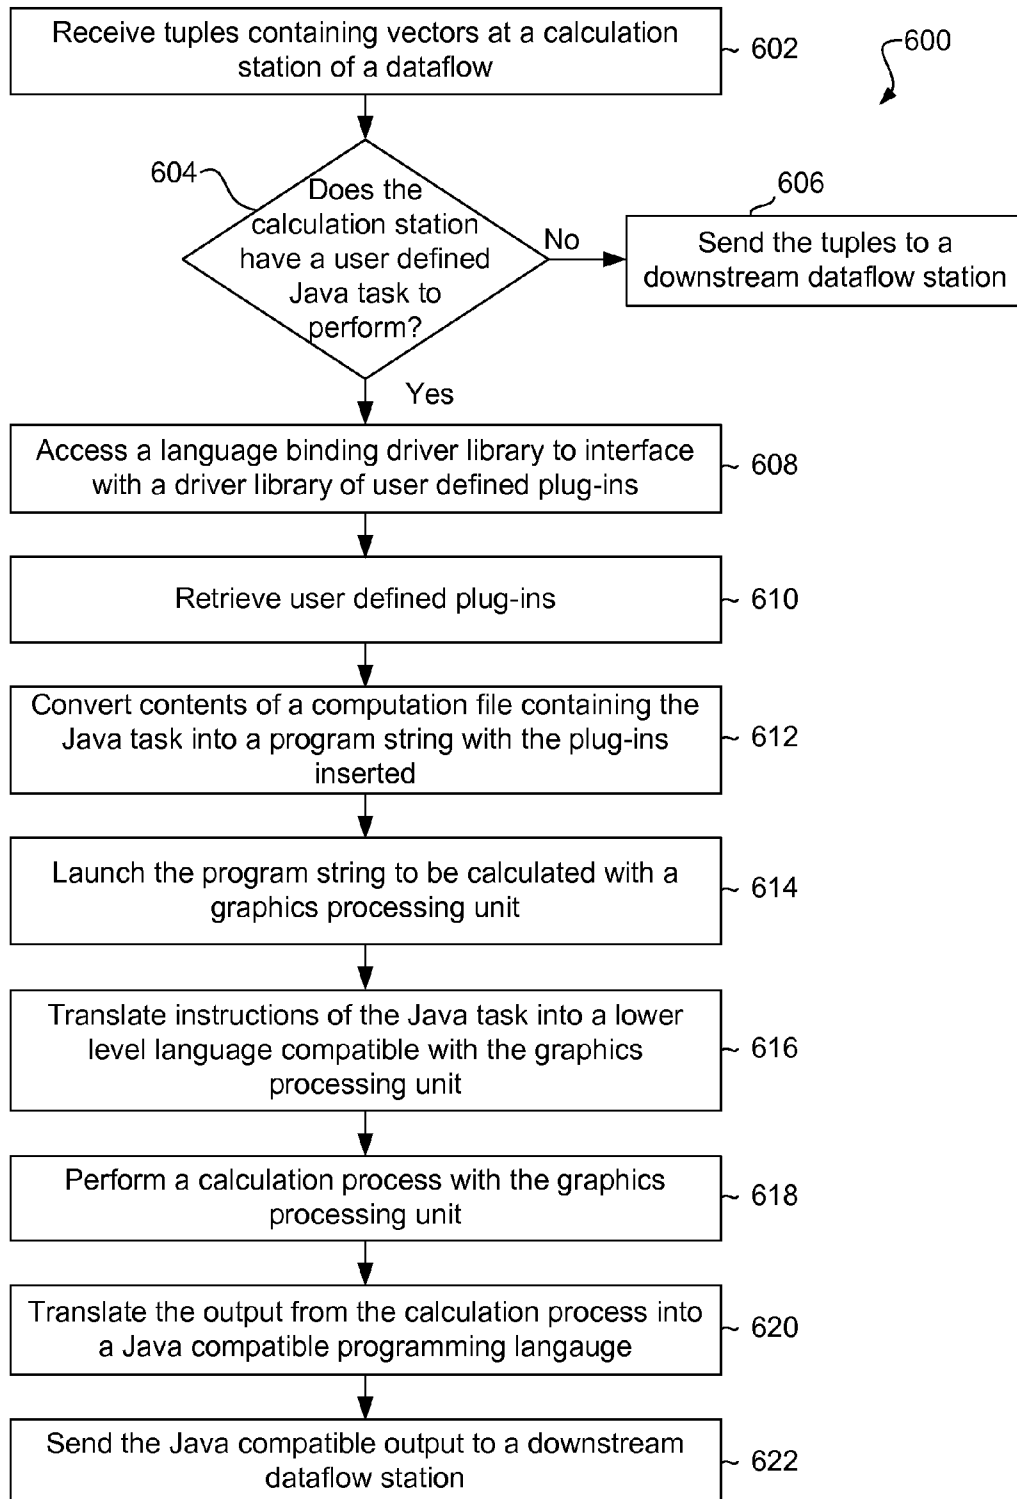 Receive tuples containing vectors at a calculation
station of a dataflow
602
600
604
Does the
calculation station
have a user defined
Java task to
perform?
No
606
Send the tuples to a
downstream dataflow station
Yes
Access a language binding driver library to interface
with a driver library of user defined plug-ins
608
Retrieve user defined plug-ins
610
Convert contents of a computation file containing the
Java task into a program string with the plug-ins
inserted
612
Launch the program string to be calculated with a
graphics processing unit
614
Translate instructions of the Java task into a lower
level language compatible with the graphics
processing unit
616
Perform a calculation process with the graphics
processing unit
618
Translate the output from the calculation process into
a Java compatible programming langauge
620
Send the Java compatible output to a downstream
dataflow station
622